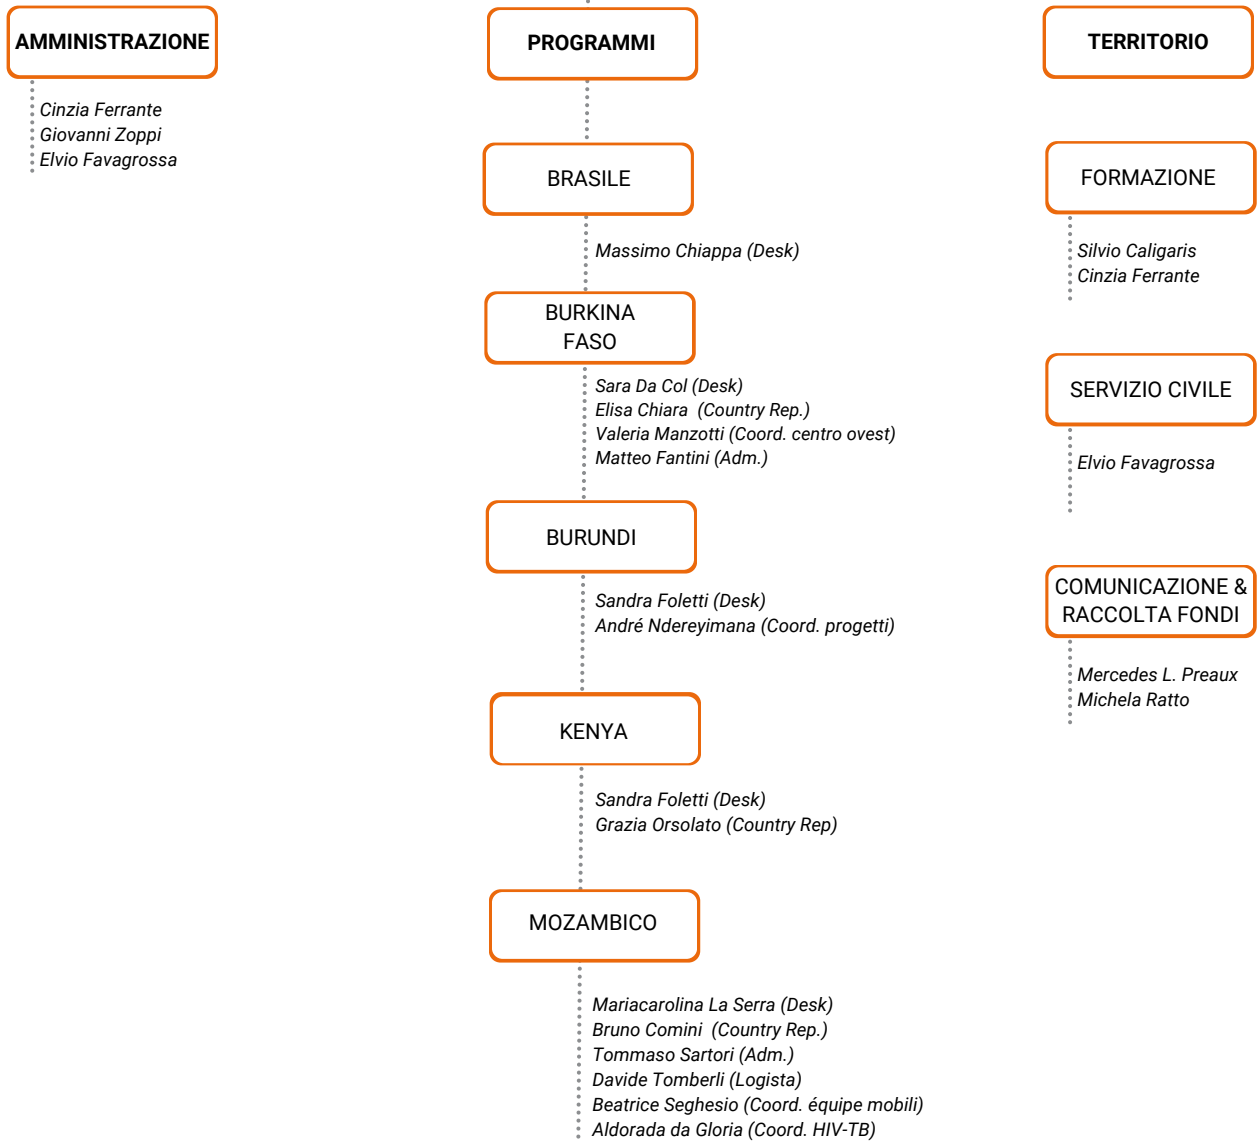 AMMINISTRAZIONE
Cinzia Ferrante
Giovanni Zoppi
Elvio Favagrossa
PROGRAMMI
BRASILE
Massimo Chiappa (Desk)
BURKINA
FASO
Sara Da Col (Desk)
Elisa Chiara (Country Rep.)
Valeria Manzotti (Coord. centro ovest)
Matteo Fantini (Adm.)
BURUNDI
Sandra Foletti (Desk)
André Ndereyimana (Coord. progetti)
KENYA
Sandra Foletti (Desk)
Grazia Orsolato (Country Rep)
MOZAMBICO
Mariacarolina La Serra (Desk)
Bruno Comini (Country Rep.)
Tommaso Sartori (Adm.)
Davide Tomberli (Logista)
Beatrice Seghesio (Coord. équipe mobili)
Aldorada da Gloria (Coord. HIV-TB)
TERRITORIO
FORMAZIONE
Silvio Caligaris
Cinzia Ferrante
SERVIZIO CIVILE
Elvio Favagrossa
COMUNICAZIONE &
RACCOLTA FONDI
Mercedes L. Preaux
Michela Ratto